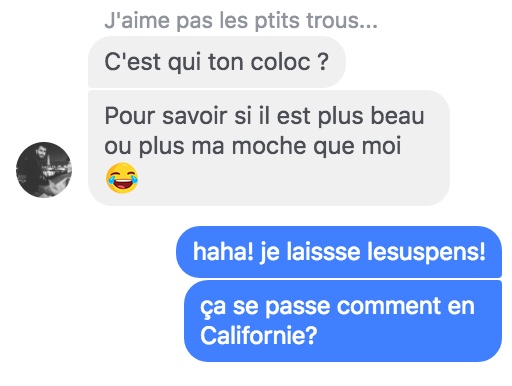 J'aime pas les ptits trous...
C'est qui ton coloc ?
Pour savoir si il est plus beau
ou plus ma moche que moi
😂
haha! je laissse lesuspens!
ça se passe comment en
Californie?